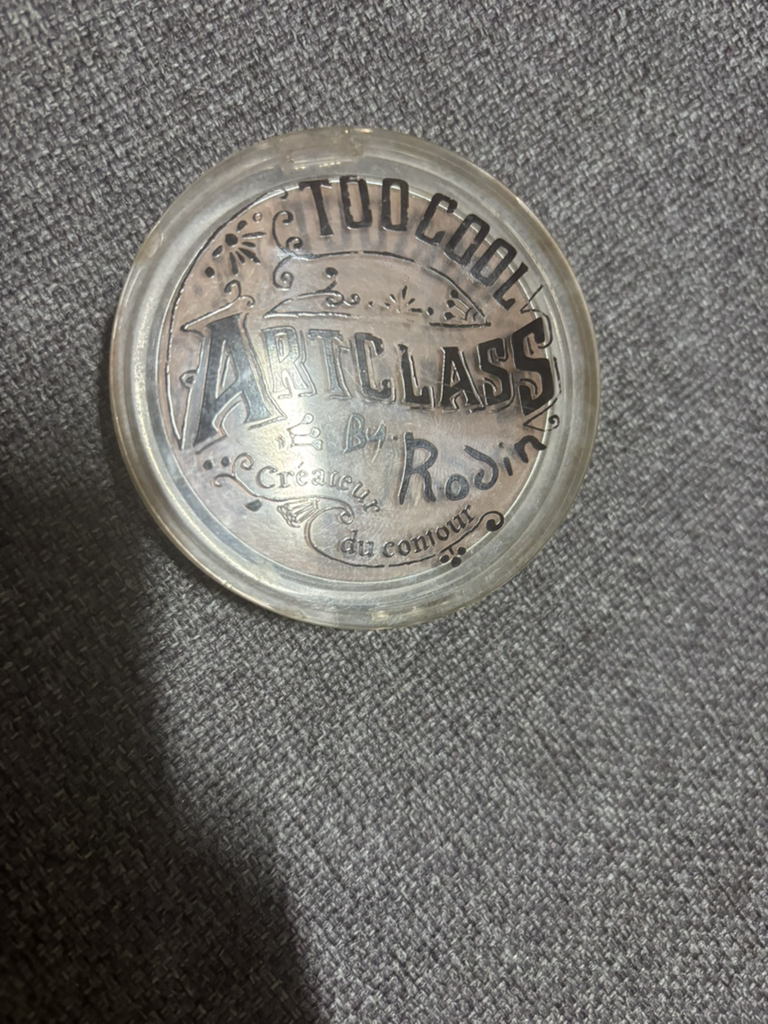 TOO COOL
ARTCLASS
By Rodin
Créateur
du contour